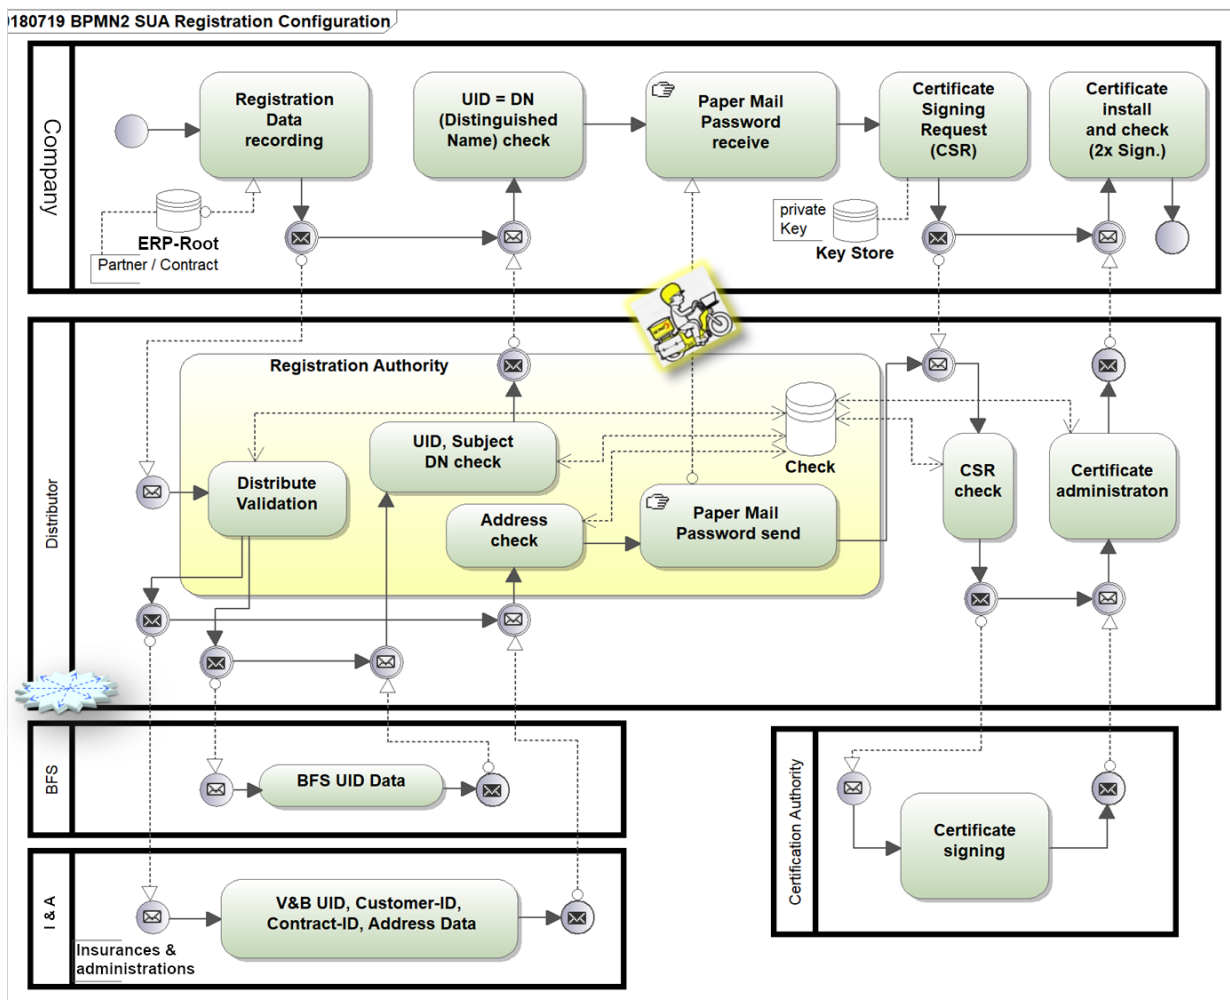 0180719 BPMN2 SUA Registration Configuration
Company
Registration
Data
recording
UID = DN
(Distinguished
Name) check
Paper Mail
Password
receive
Certificate
Signing
Request
(CSR)
Certificate
install
and check
(2x Sign.)
ERP-Root
Partner / Contract
private
Key
Key Store
Distributor
Registration Authority
UID, Subject
DN check
Check
Distribute
Validation
Address
check
Paper Mail
Password send
CSR
check
Certificate
administraton
BFS
BFS UID Data
I & A
V&B UID, Customer-ID,
Contract-ID, Address Data
Insurances &
administrations
Certification Authority
Certificate
signing